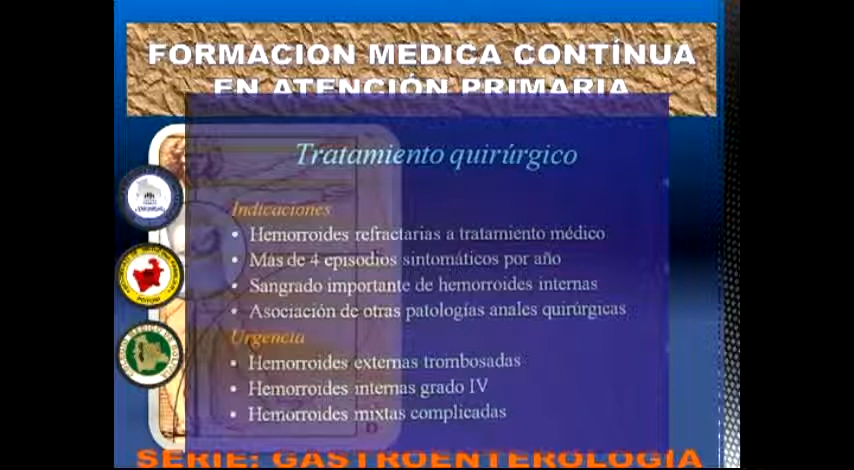 FORMACION MEDICA CONTÍNUA
EN ATENCIÓN PRIMARIA
Tratamiento quirúrgico
Indicaciones
• Hemorroides refractarias a tratamiento médico
• Más de 4 episodios sintomáticos por año
• Sangrado importante de hemorroides internas
• Asociación de otras patologías anales quirúrgicas
Urgencia
• Hemorroides externas trombosadas
• Hemorroides internas grado IV
• Hemorroides mixtas complicadas
D
SERIE: GASTROENTEROLOGIA